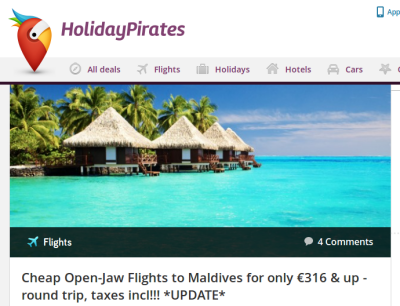 App
HolidayPirates
All deals Flights Holidays Hotels Cars
Flights 4 Comments
Cheap Open-Jaw Flights to Maldives for only €316 & up -
round trip, taxes incl!!! *UPDATE*